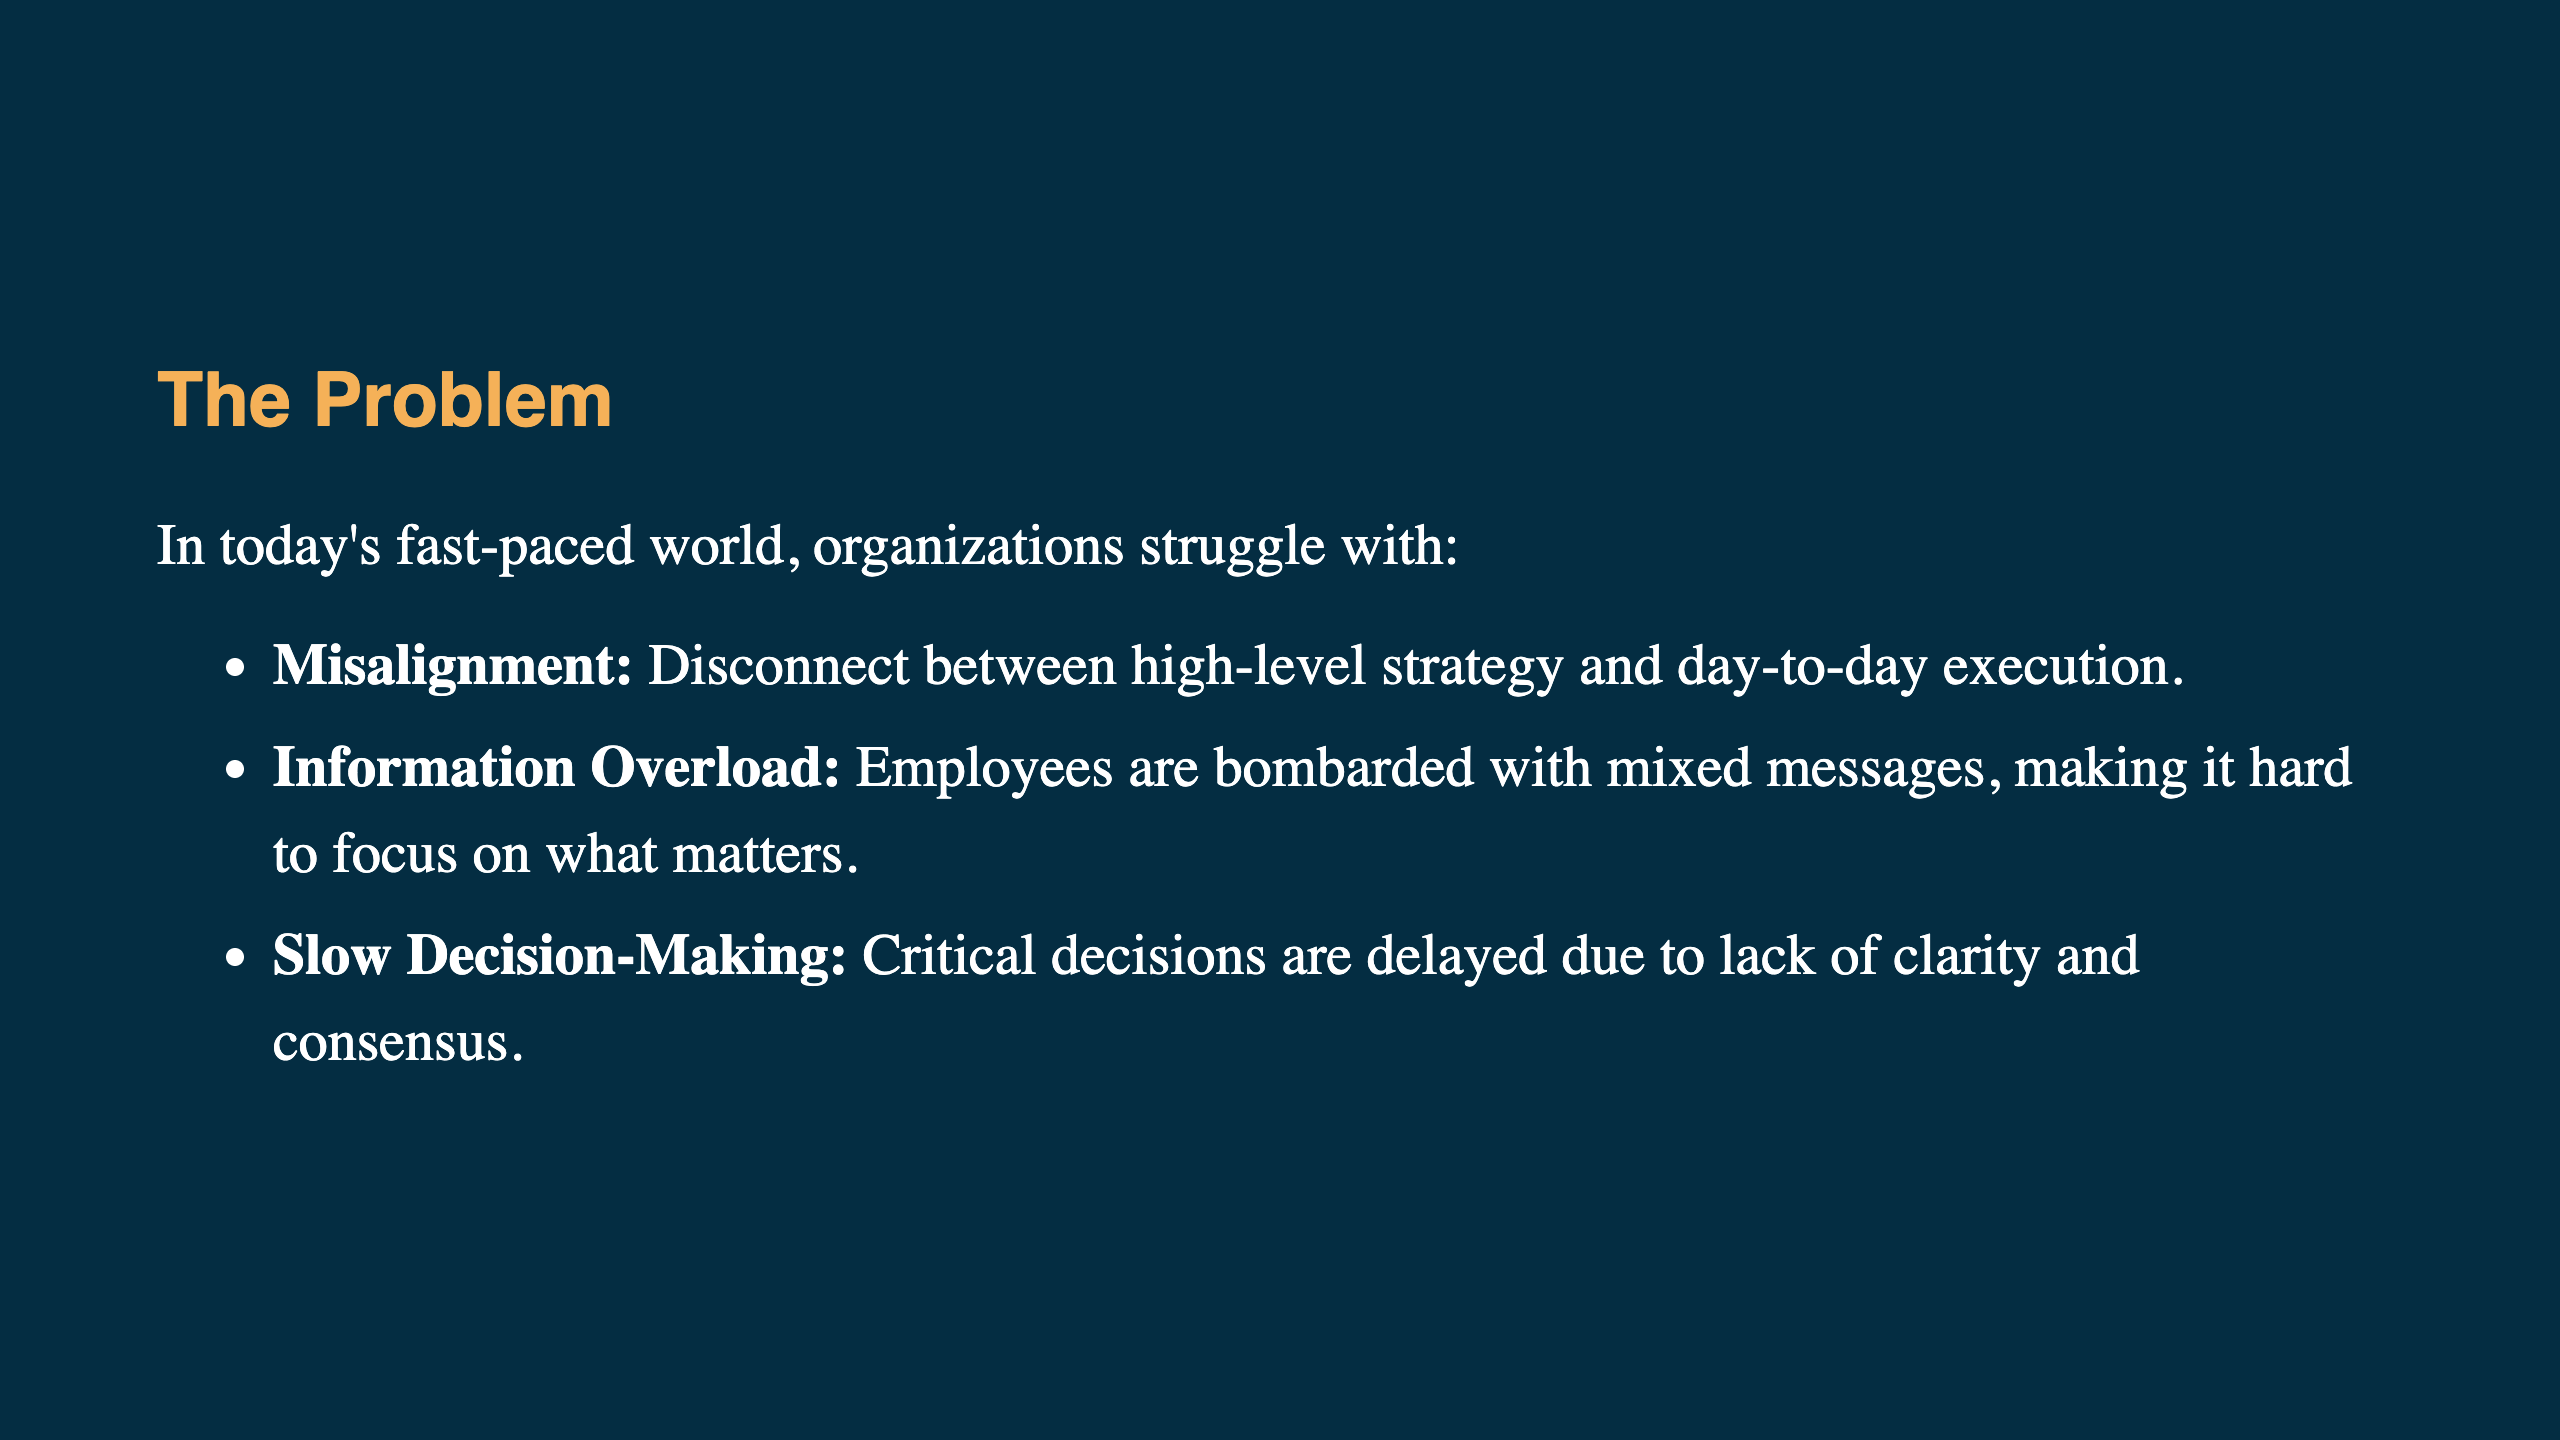 The Problem
In today's fast-paced world, organizations struggle with:
• Misalignment: Disconnect between high-level strategy and day-to-day execution.
• Information Overload: Employees are bombarded with mixed messages, making it hard
to focus on what matters.
• Slow Decision-Making: Critical decisions are delayed due to lack of clarity and
consensus.